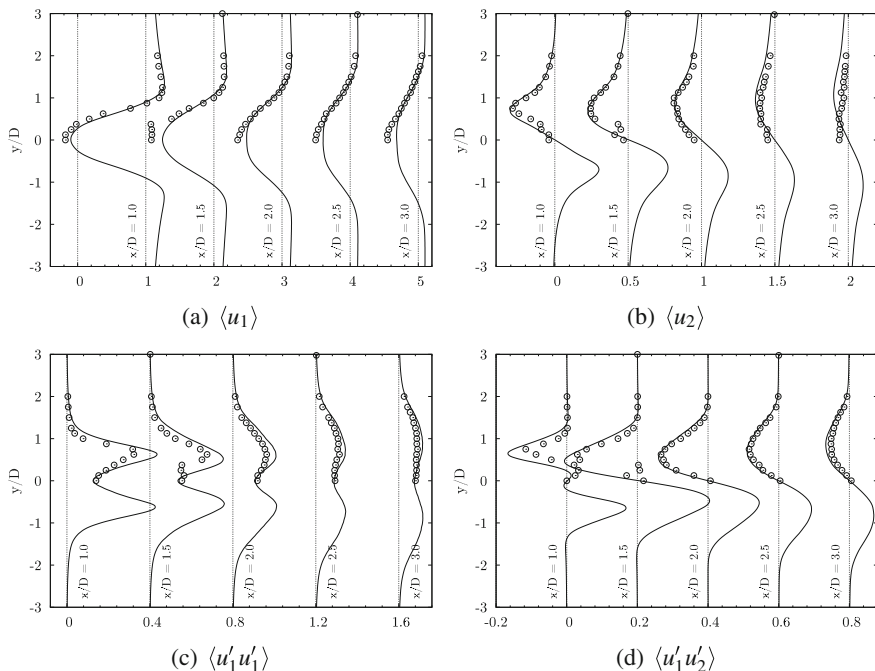 3
2
1
0
-1
-2
-3
y/D
0 1 2 3 4 5
x/D = 1.0
x/D = 1.5
x/D = 2.0
x/D = 2.5
x/D = 3.0
(a) ⟨u₁⟩
3
2
1
0
-1
-2
-3
y/D
0 0.5 1 1.5 2
x/D = 1.0
x/D = 1.5
x/D = 2.0
x/D = 2.5
x/D = 3.0
(b) ⟨u₂⟩
3
2
1
0
-1
-2
-3
y/D
0 0.4 0.8 1.2 1.6
x/D = 1.0
x/D = 1.5
x/D = 2.0
x/D = 2.5
x/D = 3.0
(c) ⟨u′₁u′₁⟩
3
2
1
0
-1
-2
-3
y/D
-0.2 0 0.2 0.4 0.6 0.8
x/D = 1.0
x/D = 1.5
x/D = 2.0
x/D = 2.5
x/D = 3.0
(d) ⟨u′₁u′₂⟩